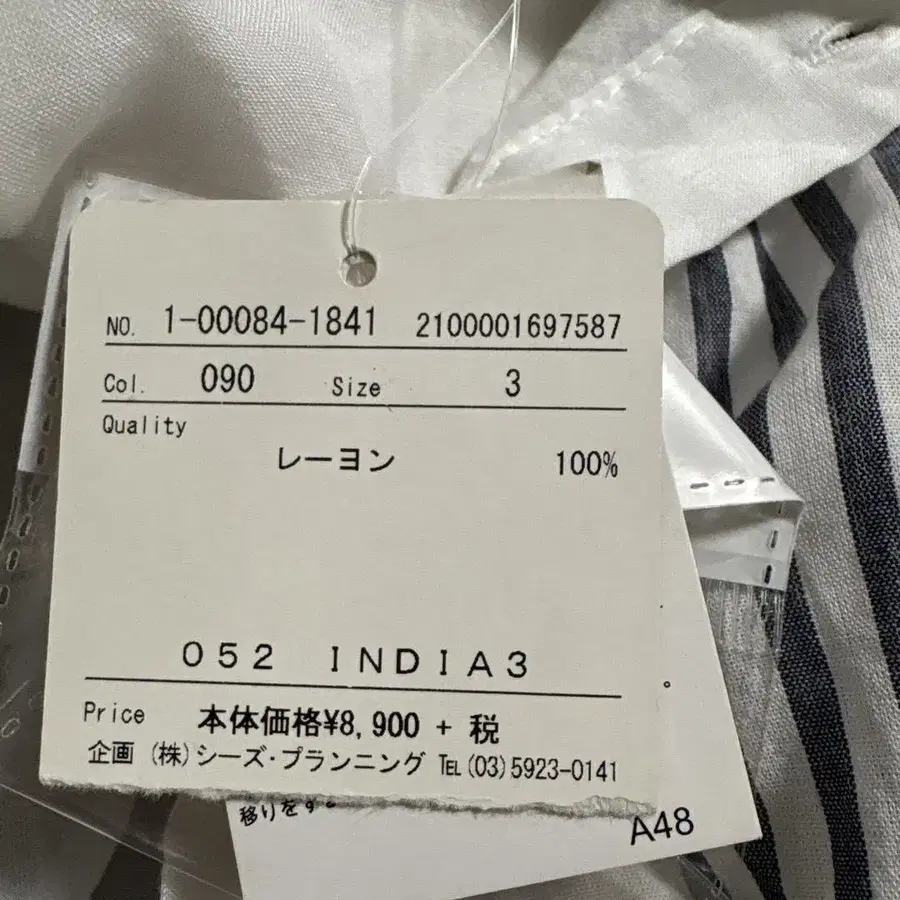 NO. 1-00084-1841 2100001697587
Col. 090 Size 3
Quality
レーヨン 100%
052 INDIA3
Price 本体価格¥8,900 + 税
企画 (株)シーズ・プランニング TEL(03)5923-0141
移りをす
A48